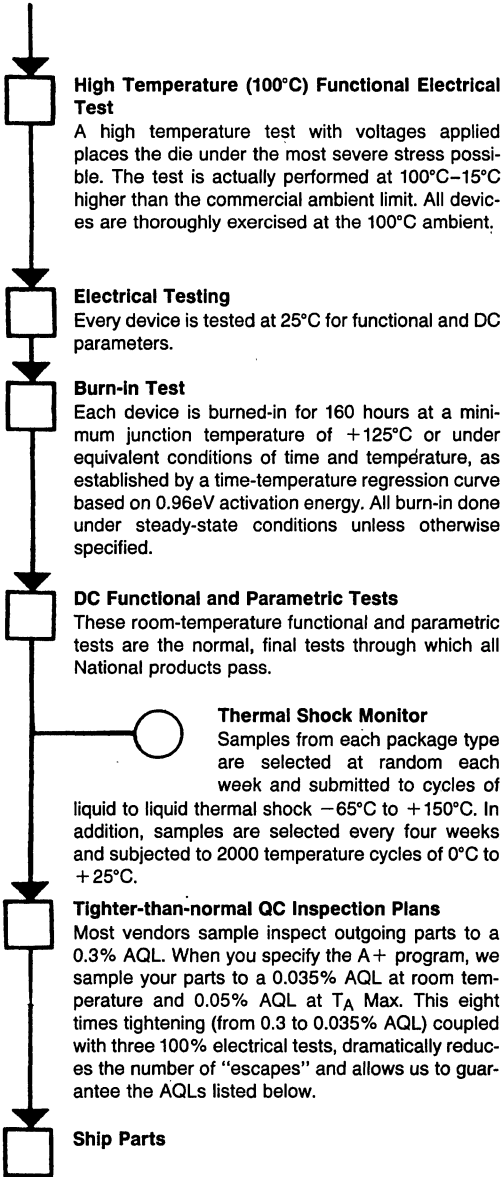 High Temperature (100°C) Functional Electrical
Test
A high temperature test with voltages applied
places the die under the most severe stress possi-
ble. The test is actually performed at 100°C–15°C
higher than the commercial ambient limit. All devic-
es are thoroughly exercised at the 100°C ambient.
Electrical Testing
Every device is tested at 25°C for functional and DC
parameters.
Burn-In Test
Each device is burned-in for 160 hours at a mini-
mum junction temperature of +125°C or under
equivalent conditions of time and temperature, as
established by a time-temperature regression curve
based on 0.96eV activation energy. All burn-in done
under steady-state conditions unless otherwise
specified.
DC Functional and Parametric Tests
These room-temperature functional and parametric
tests are the normal, final tests through which all
National products pass.
Thermal Shock Monitor
Samples from each package type
are selected at random each
week and submitted to cycles of
liquid to liquid thermal shock −65°C to +150°C. In
addition, samples are selected every four weeks
and subjected to 2000 temperature cycles of 0°C to
+25°C.
Tighter-than-normal QC Inspection Plans
Most vendors sample inspect outgoing parts to a
0.3% AQL. When you specify the A+ program, we
sample your parts to a 0.035% AQL at room tem-
perature and 0.05% AQL at TA Max. This eight
times tightening (from 0.3 to 0.035% AQL) coupled
with three 100% electrical tests, dramatically reduc-
es the number of "escapes" and allows us to guar-
antee the AQLs listed below.
Ship Parts